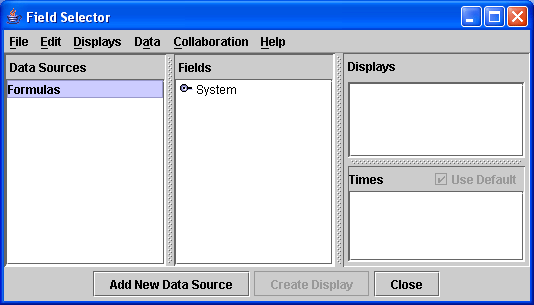 Field Selector
File Edit Displays Data Collaboration Help
Data Sources
Formulas
Fields
System
Displays
Times
Use Default
Add New Data Source
Create Display
Close